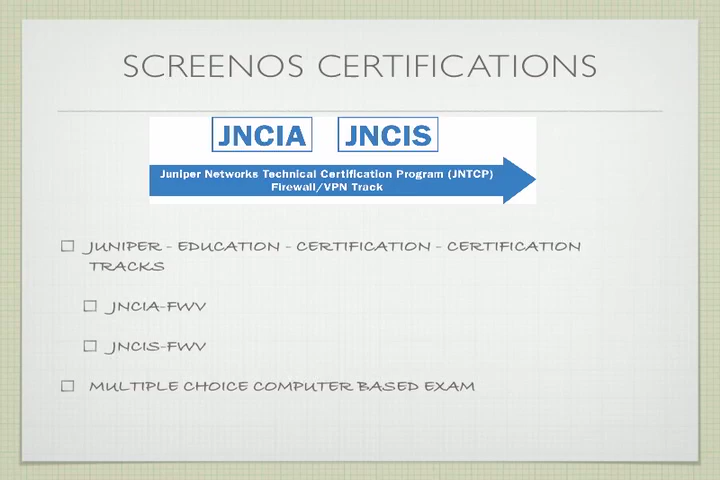 SCREENOS CERTIFICATIONS
JNCIA JNCIS
Juniper Networks Technical Certification Program (JNTCP)
Firewall/VPN Track
JUNIPER - EDUCATION - CERTIFICATION - CERTIFICATION
TRACKS
JNCIA-FWV
JNCIS-FWV
MULTIPLE CHOICE COMPUTER BASED EXAM